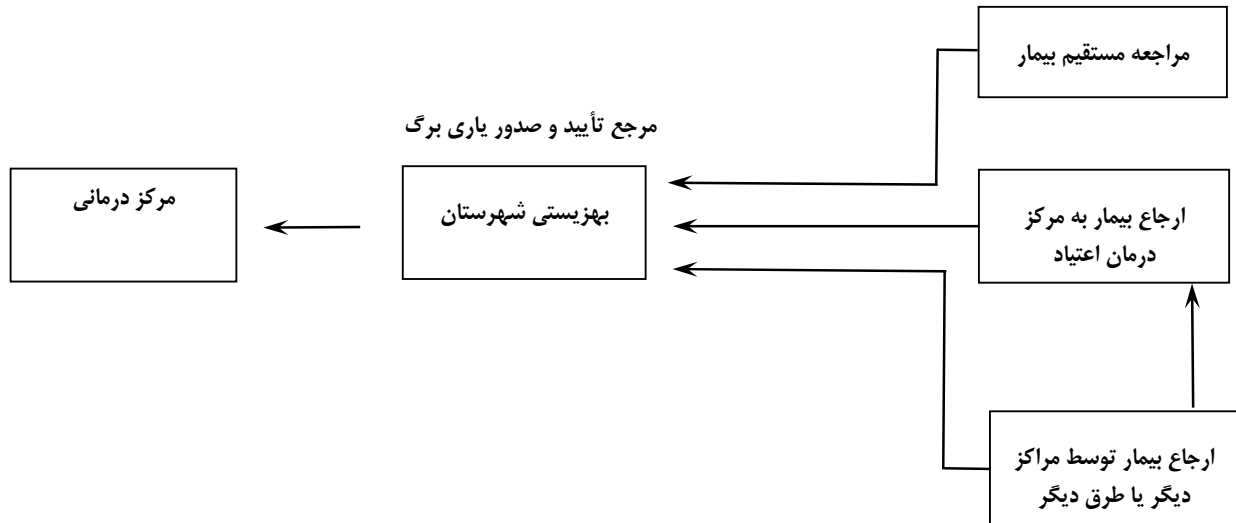 مراجعه مستقیم بیمار
مرجع تأیید و صدور یاری برگ
ارجاع بیمار به مرکز
درمان اعتیاد
بهزیستی شهرستان
مرکز درمانی
ارجاع بیمار توسط مراکز
دیگر یا طرق دیگر